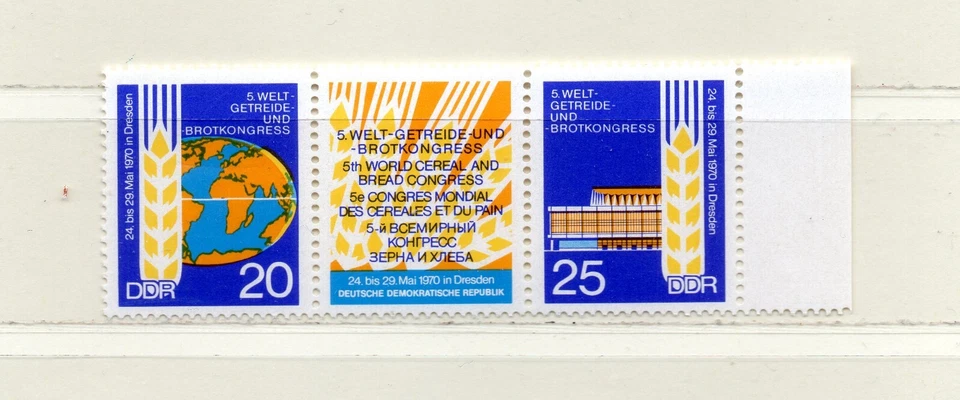 24. bis 29. Mai 1970 in Dresden
5. WELT-
GETREIDE-
UND
-BROTKONGRESS
20
DDR
5. WELT-GETREIDE-UND
-BROTKONGRESS
5th WORLD CEREAL AND
BREAD CONGRESS
5e CONGRES MONDIAL
DES CEREALES ET DU PAIN
5-й ВСЕМИРНЫЙ
КОНГРЕСС
ЗЕРНА И ХЛЕБА
24. bis 29. Mai 1970 in Dresden
DEUTSCHE DEMOKRATISCHE REPUBLIK
5. WELT-
GETREIDE-
UND
-BROTKONGRESS
24. bis 29. Mai 1970 in Dresden
25
DDR